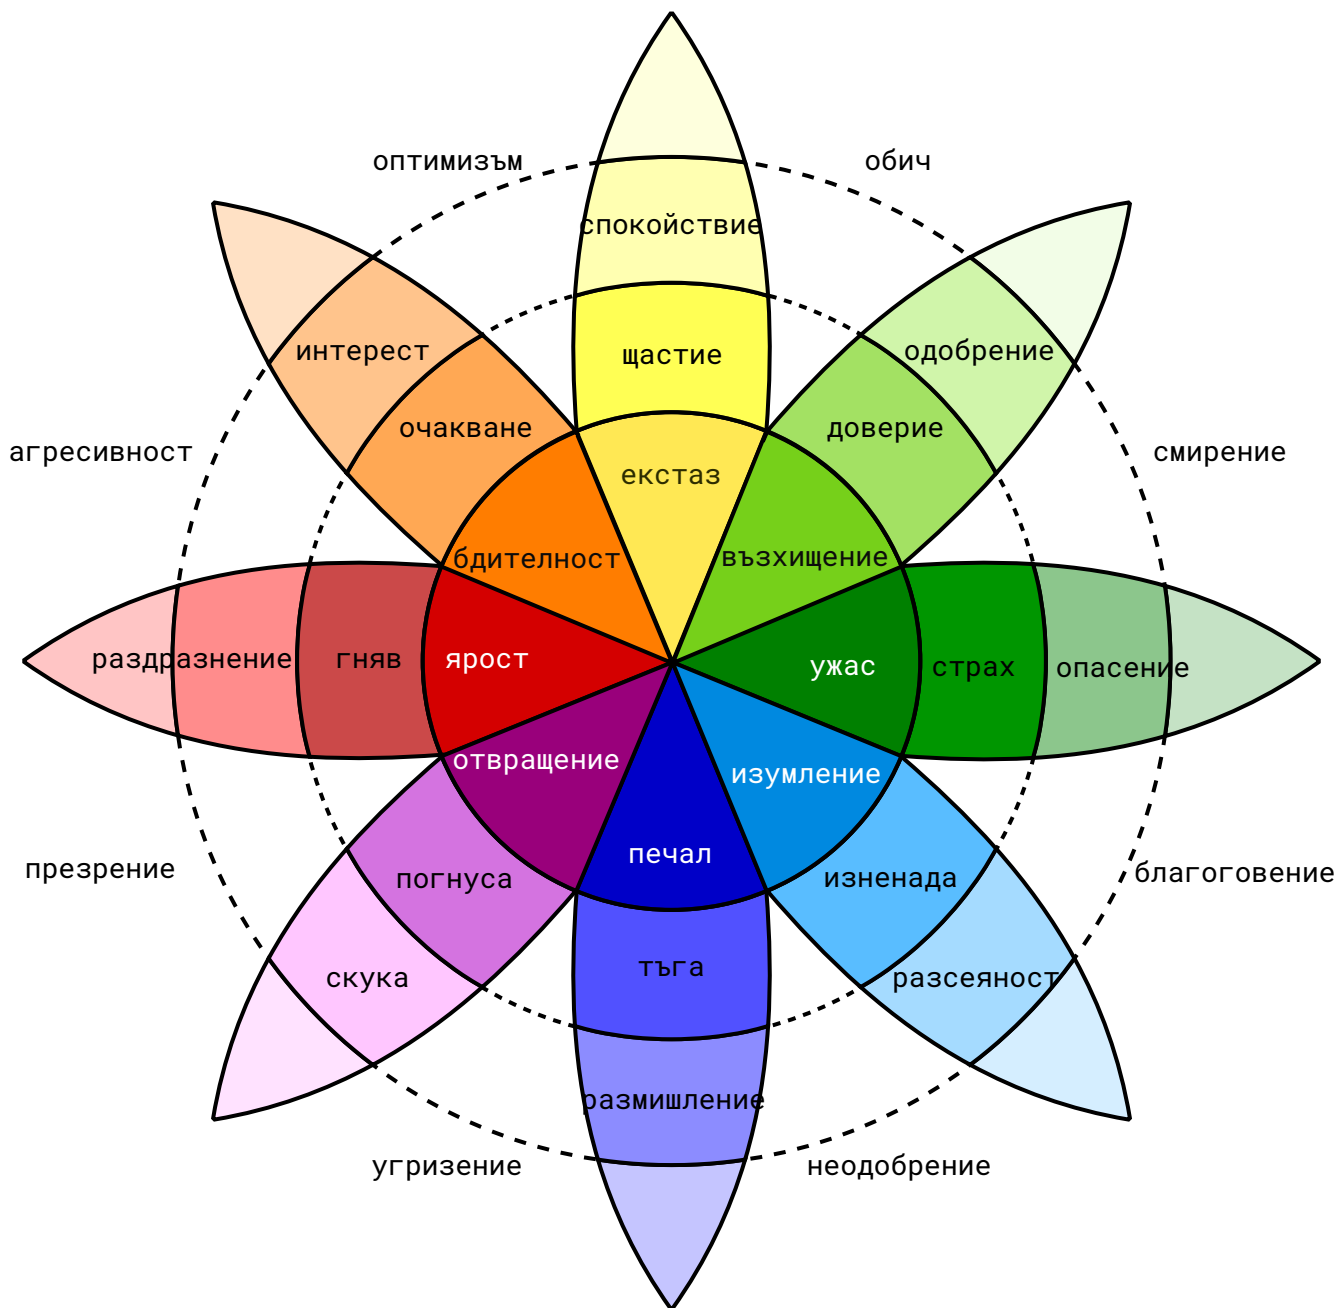 оптимизъм
обич
спокойствие
интерест
щастие
одобрение
очакване
доверие
агресивност
екстаз
смирение
бдителност
възхищение
раздразнение
гняв
ярост
ужас
страх
опасение
отвращение
изумление
презрение
погнуса
печал
изненада
благоговение
скука
тъга
разсеяност
размишление
угризение
неодобрение